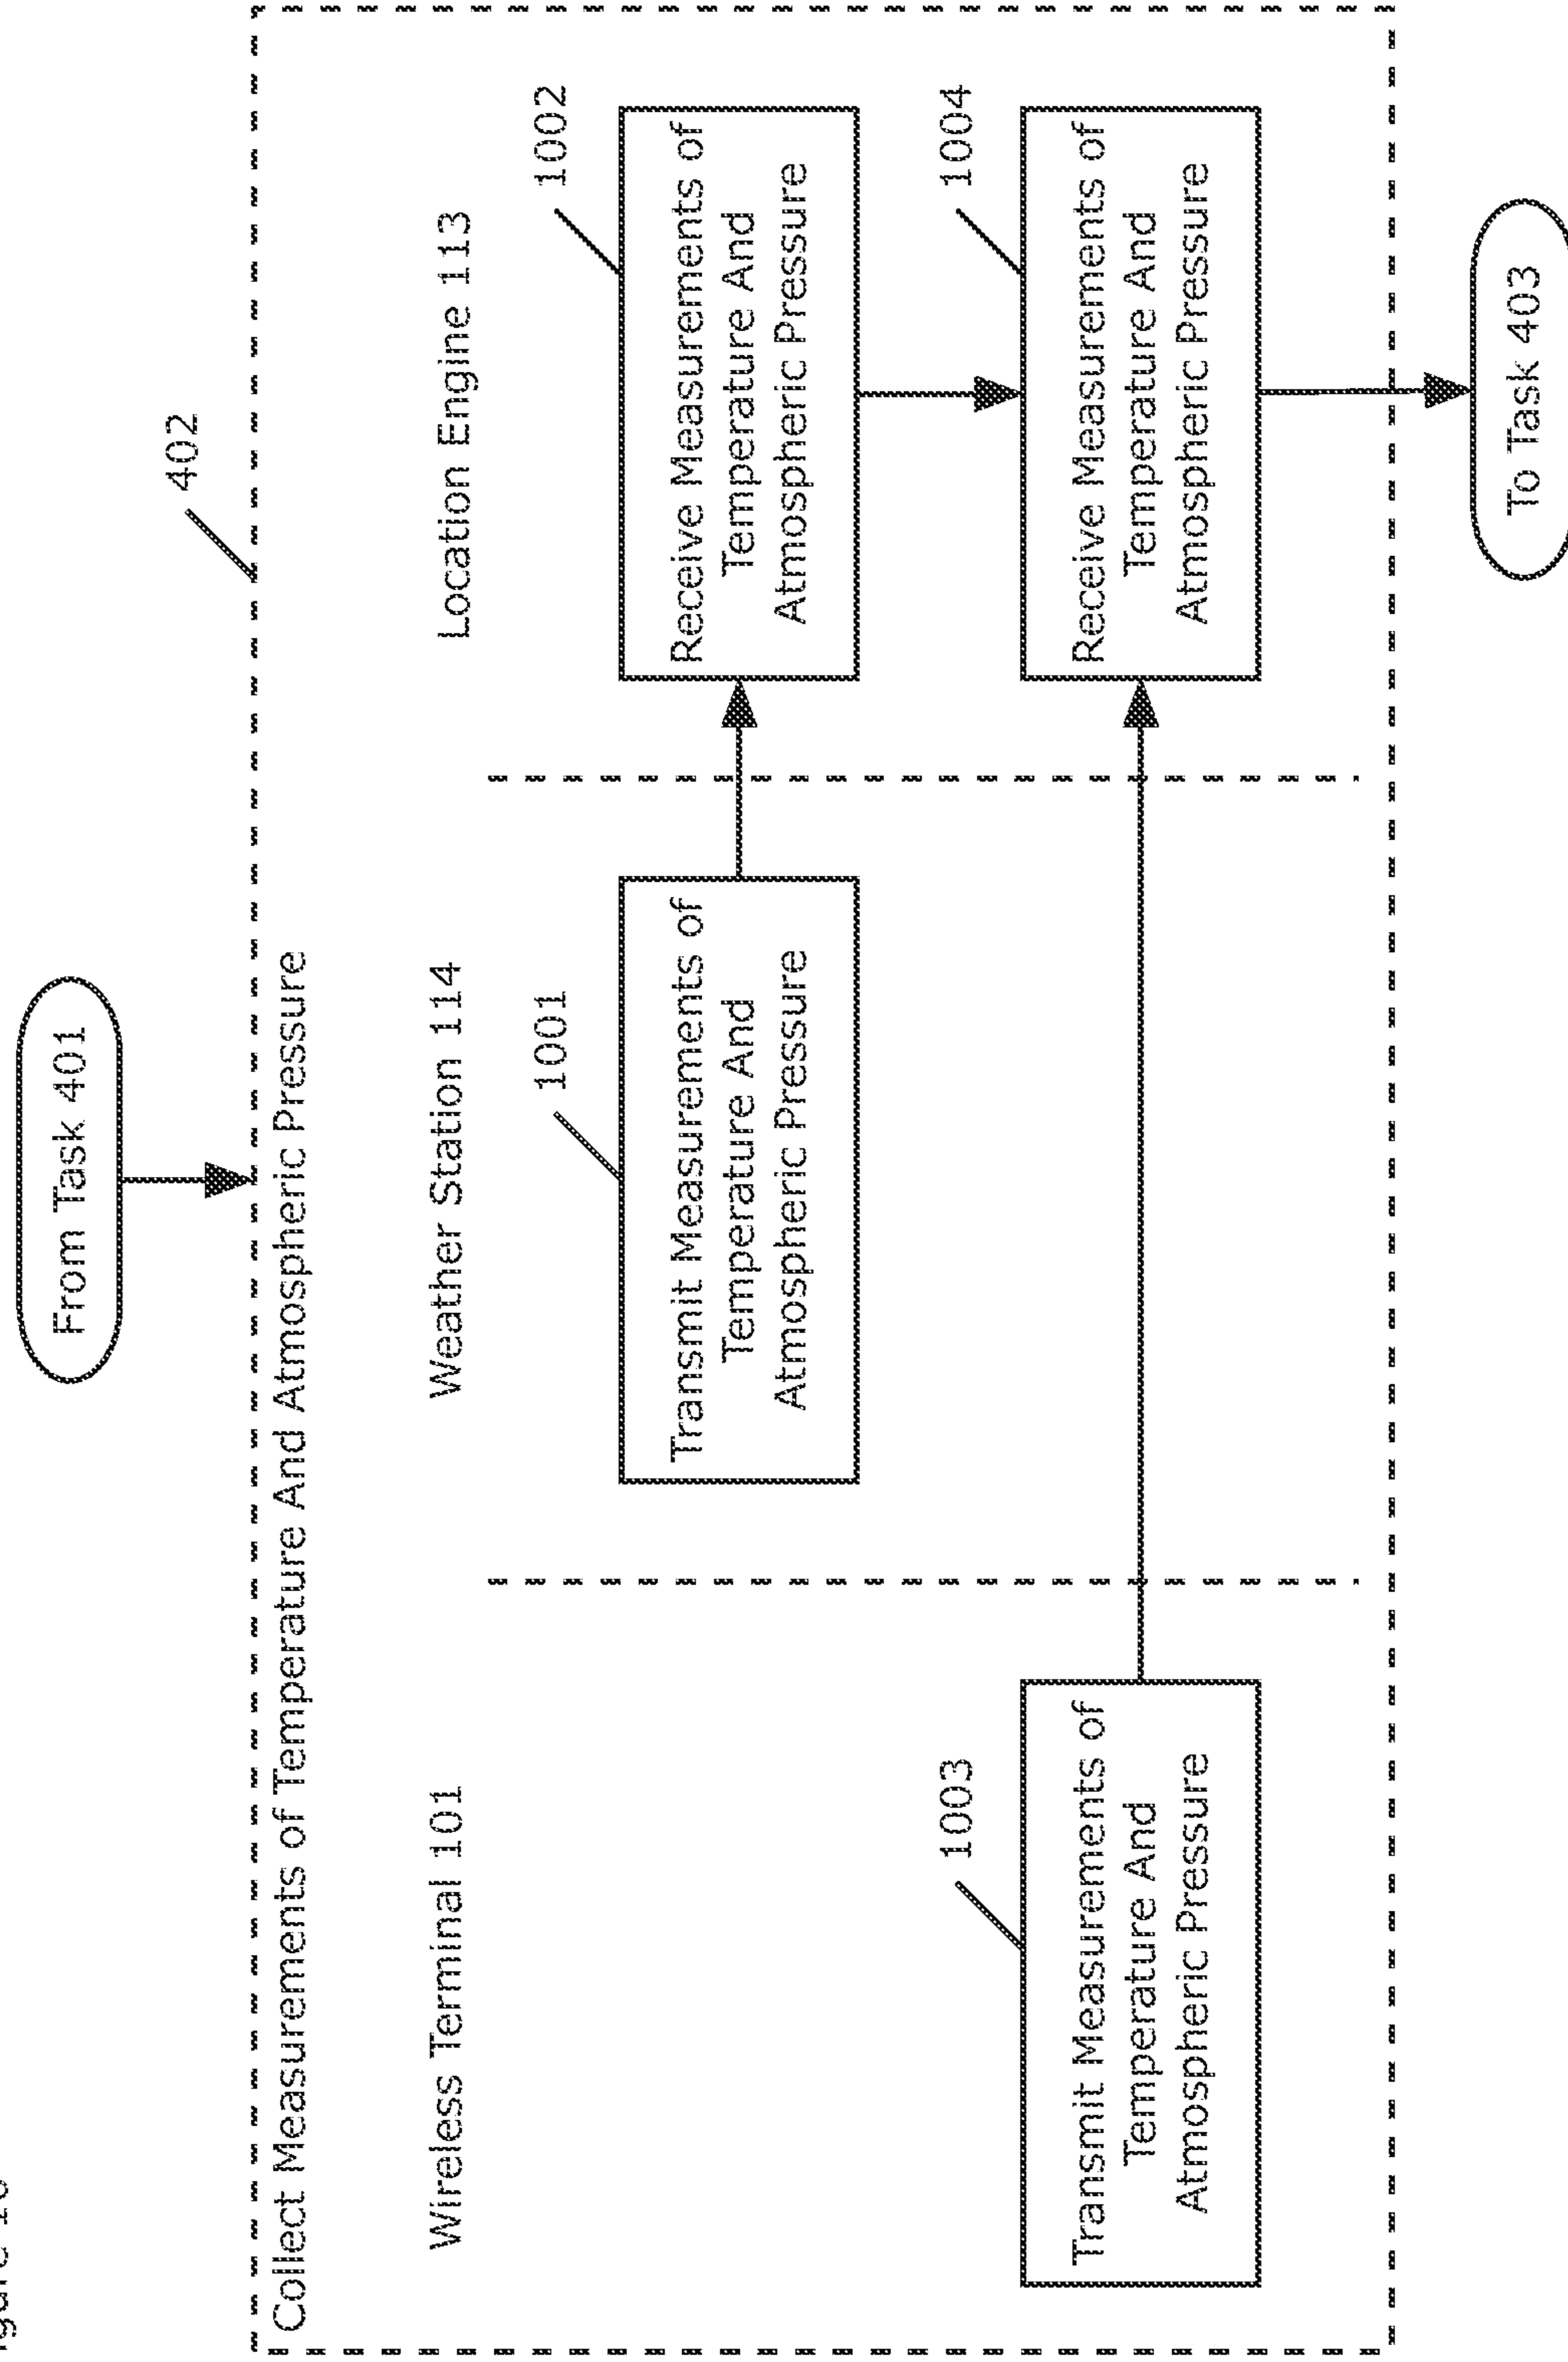 From Task 401
402
Collect Measurements of Temperature And Atmospheric Pressure
Wireless Terminal 101
Weather Station 114
Location Engine 113
1001
Transmit Measurements of
Temperature And
Atmospheric Pressure
1002
Receive Measurements of
Temperature And
Atmospheric Pressure
1003
Transmit Measurements of
Temperature And
Atmospheric Pressure
1004
Receive Measurements of
Temperature And
Atmospheric Pressure
To Task 403